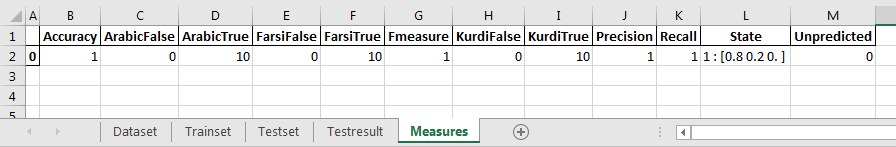 A B C D E F G H I J K L M
1 Accuracy ArabicFalse ArabicTrue FarsiFalse FarsiTrue Fmeasure KurdiFalse KurdiTrue Precision Recall State Unpredicted
2 0 1 0 10 0 10 1 0 10 1 1 1 : [0.8 0.2 0. ] 0
3
4
5
Dataset Trainset Testset Testresult Measures